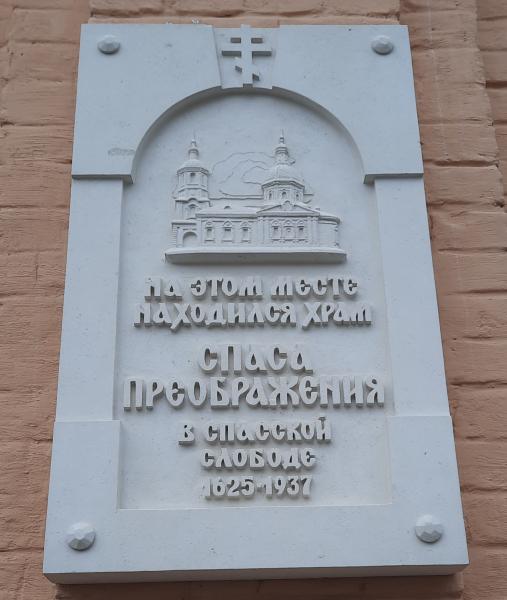 НА ЭТОМ МЕСТЕ
НАХОДИЛСЯ ХРАМ
СПАСА
ПРЕОБРАЖЕНИЯ
В СПАССКОЙ
СЛОБОДЕ
1625-1937